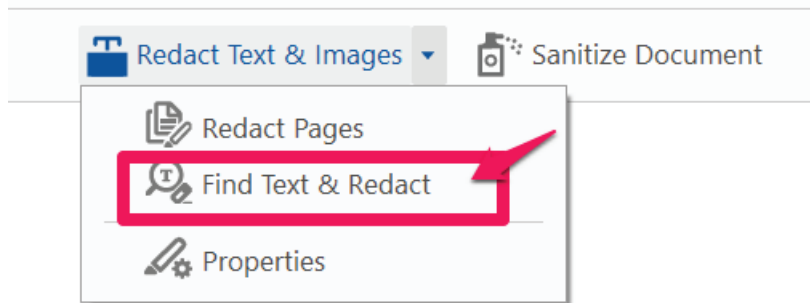 Redact Text & Images Sanitize Document
Redact Pages
Find Text & Redact
Properties